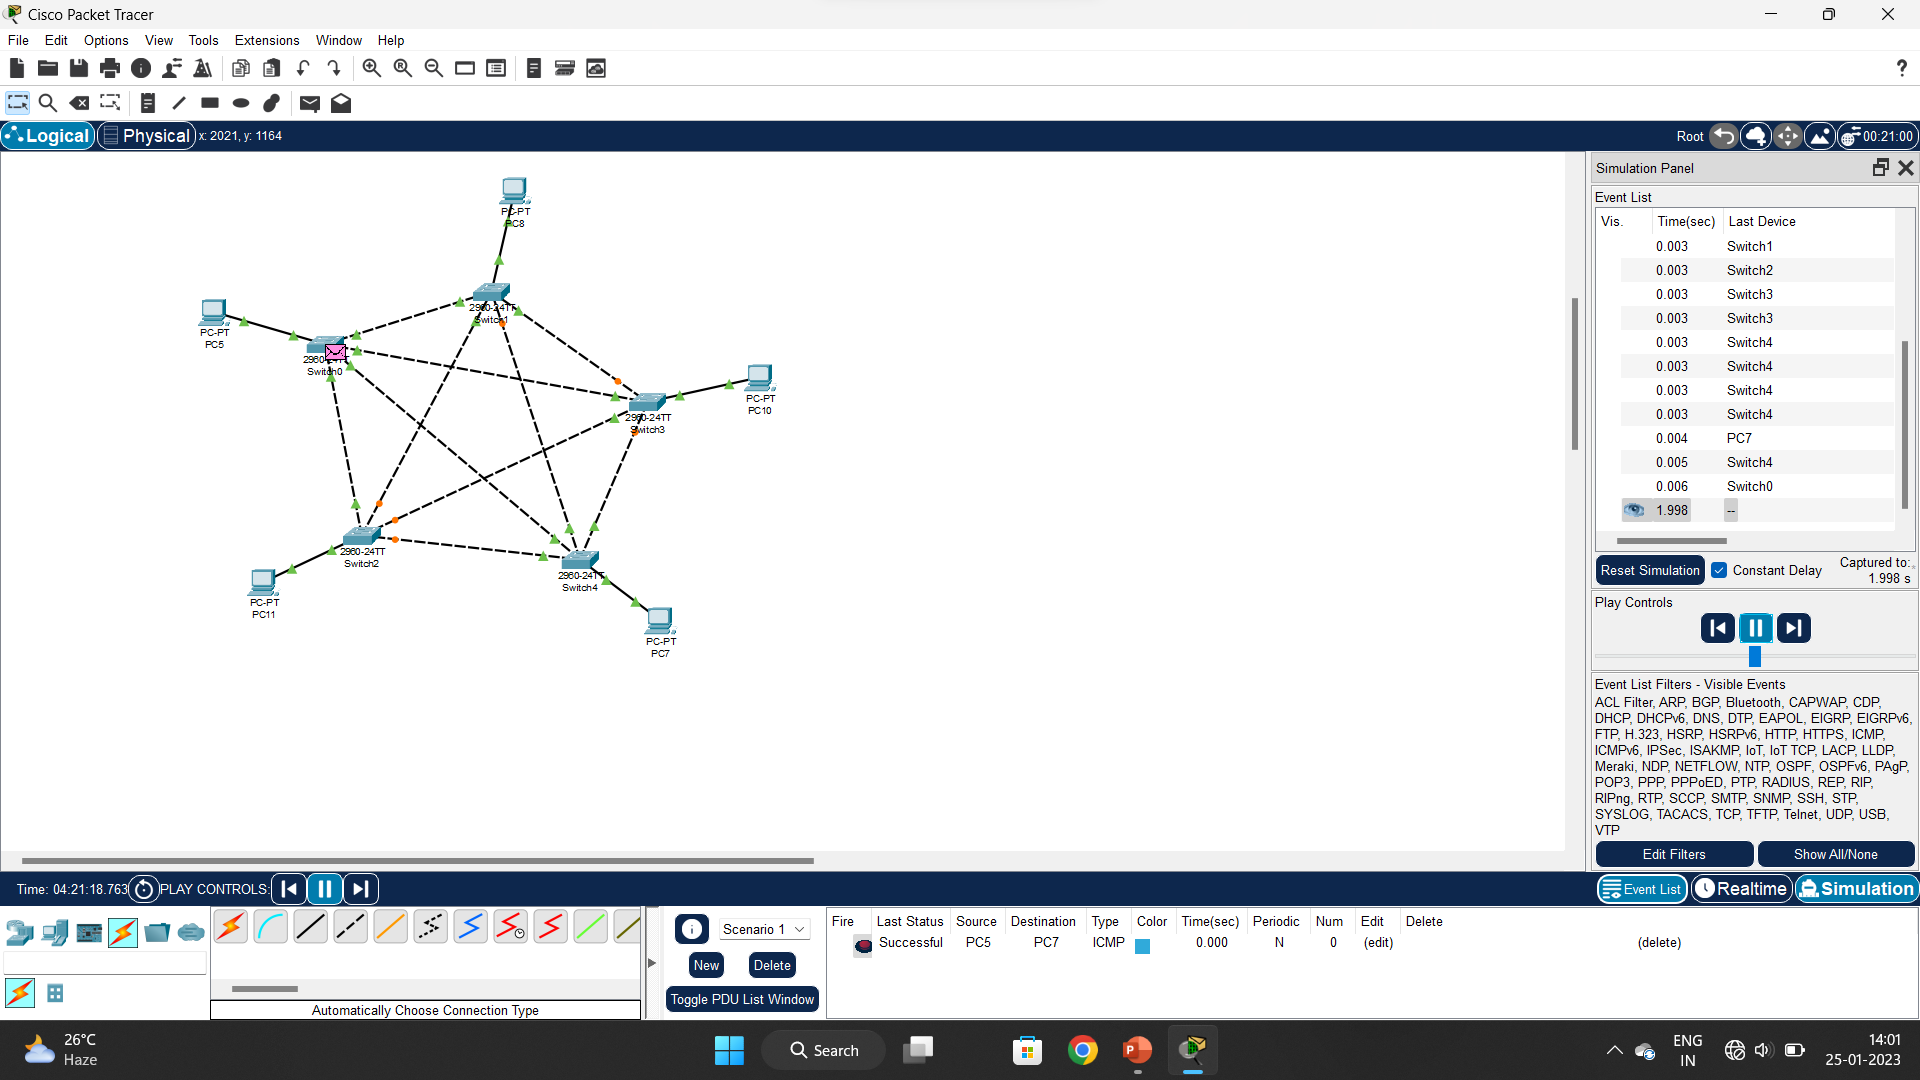 Cisco Packet Tracer
File Edit Options View Tools Extensions Window Help
?
Logical Physical x: 2021, y: 1164 Root 00:21:00
PC-PT
PC8
PC-PT
PC5
2960-24TT
Switch1
2960-24TT
Switch0
PC-PT
PC10
2960-24TT
Switch3
2960-24TT
Switch2
2960-24TT
Switch4
PC-PT
PC11
PC-PT
PC7
Simulation Panel
Event List
Vis. Time(sec) Last Device
0.003 Switch1
0.003 Switch2
0.003 Switch3
0.003 Switch3
0.003 Switch4
0.003 Switch4
0.003 Switch4
0.003 Switch4
0.004 PC7
0.005 Switch4
0.006 Switch0
1.998 --
Reset Simulation Constant Delay Captured to:
1.998 s
Play Controls
Event List Filters - Visible Events
ACL Filter, ARP, BGP, Bluetooth, CAPWAP, CDP,
DHCP, DHCPv6, DNS, DTP, EAPOL, EIGRP, EIGRPv6,
FTP, H.323, HSRP, HSRPv6, HTTP, HTTPS, ICMP,
ICMPv6, IPSec, ISAKMP, IoT, IoT TCP, LACP, LLDP,
Meraki, NDP, NETFLOW, NTP, OSPF, OSPFv6, PAgP,
POP3, PPP, PPPoED, PTP, RADIUS, REP, RIP,
RIPng, RTP, SCCP, SMTP, SNMP, SSH, STP,
SYSLOG, TACACS, TCP, TFTP, Telnet, UDP, USB,
VTP
Edit Filters Show All/None
Time: 04:21:18.763 PLAY CONTROLS: Event List Realtime Simulation
Automatically Choose Connection Type
Scenario 1
New Delete
Toggle PDU List Window
Fire Last Status Source Destination Type Color Time(sec) Periodic Num Edit Delete
Successful PC5 PC7 ICMP 0.000 N 0 (edit) (delete)
26°C
Haze
Search
ENG
IN
14:01
25-01-2023